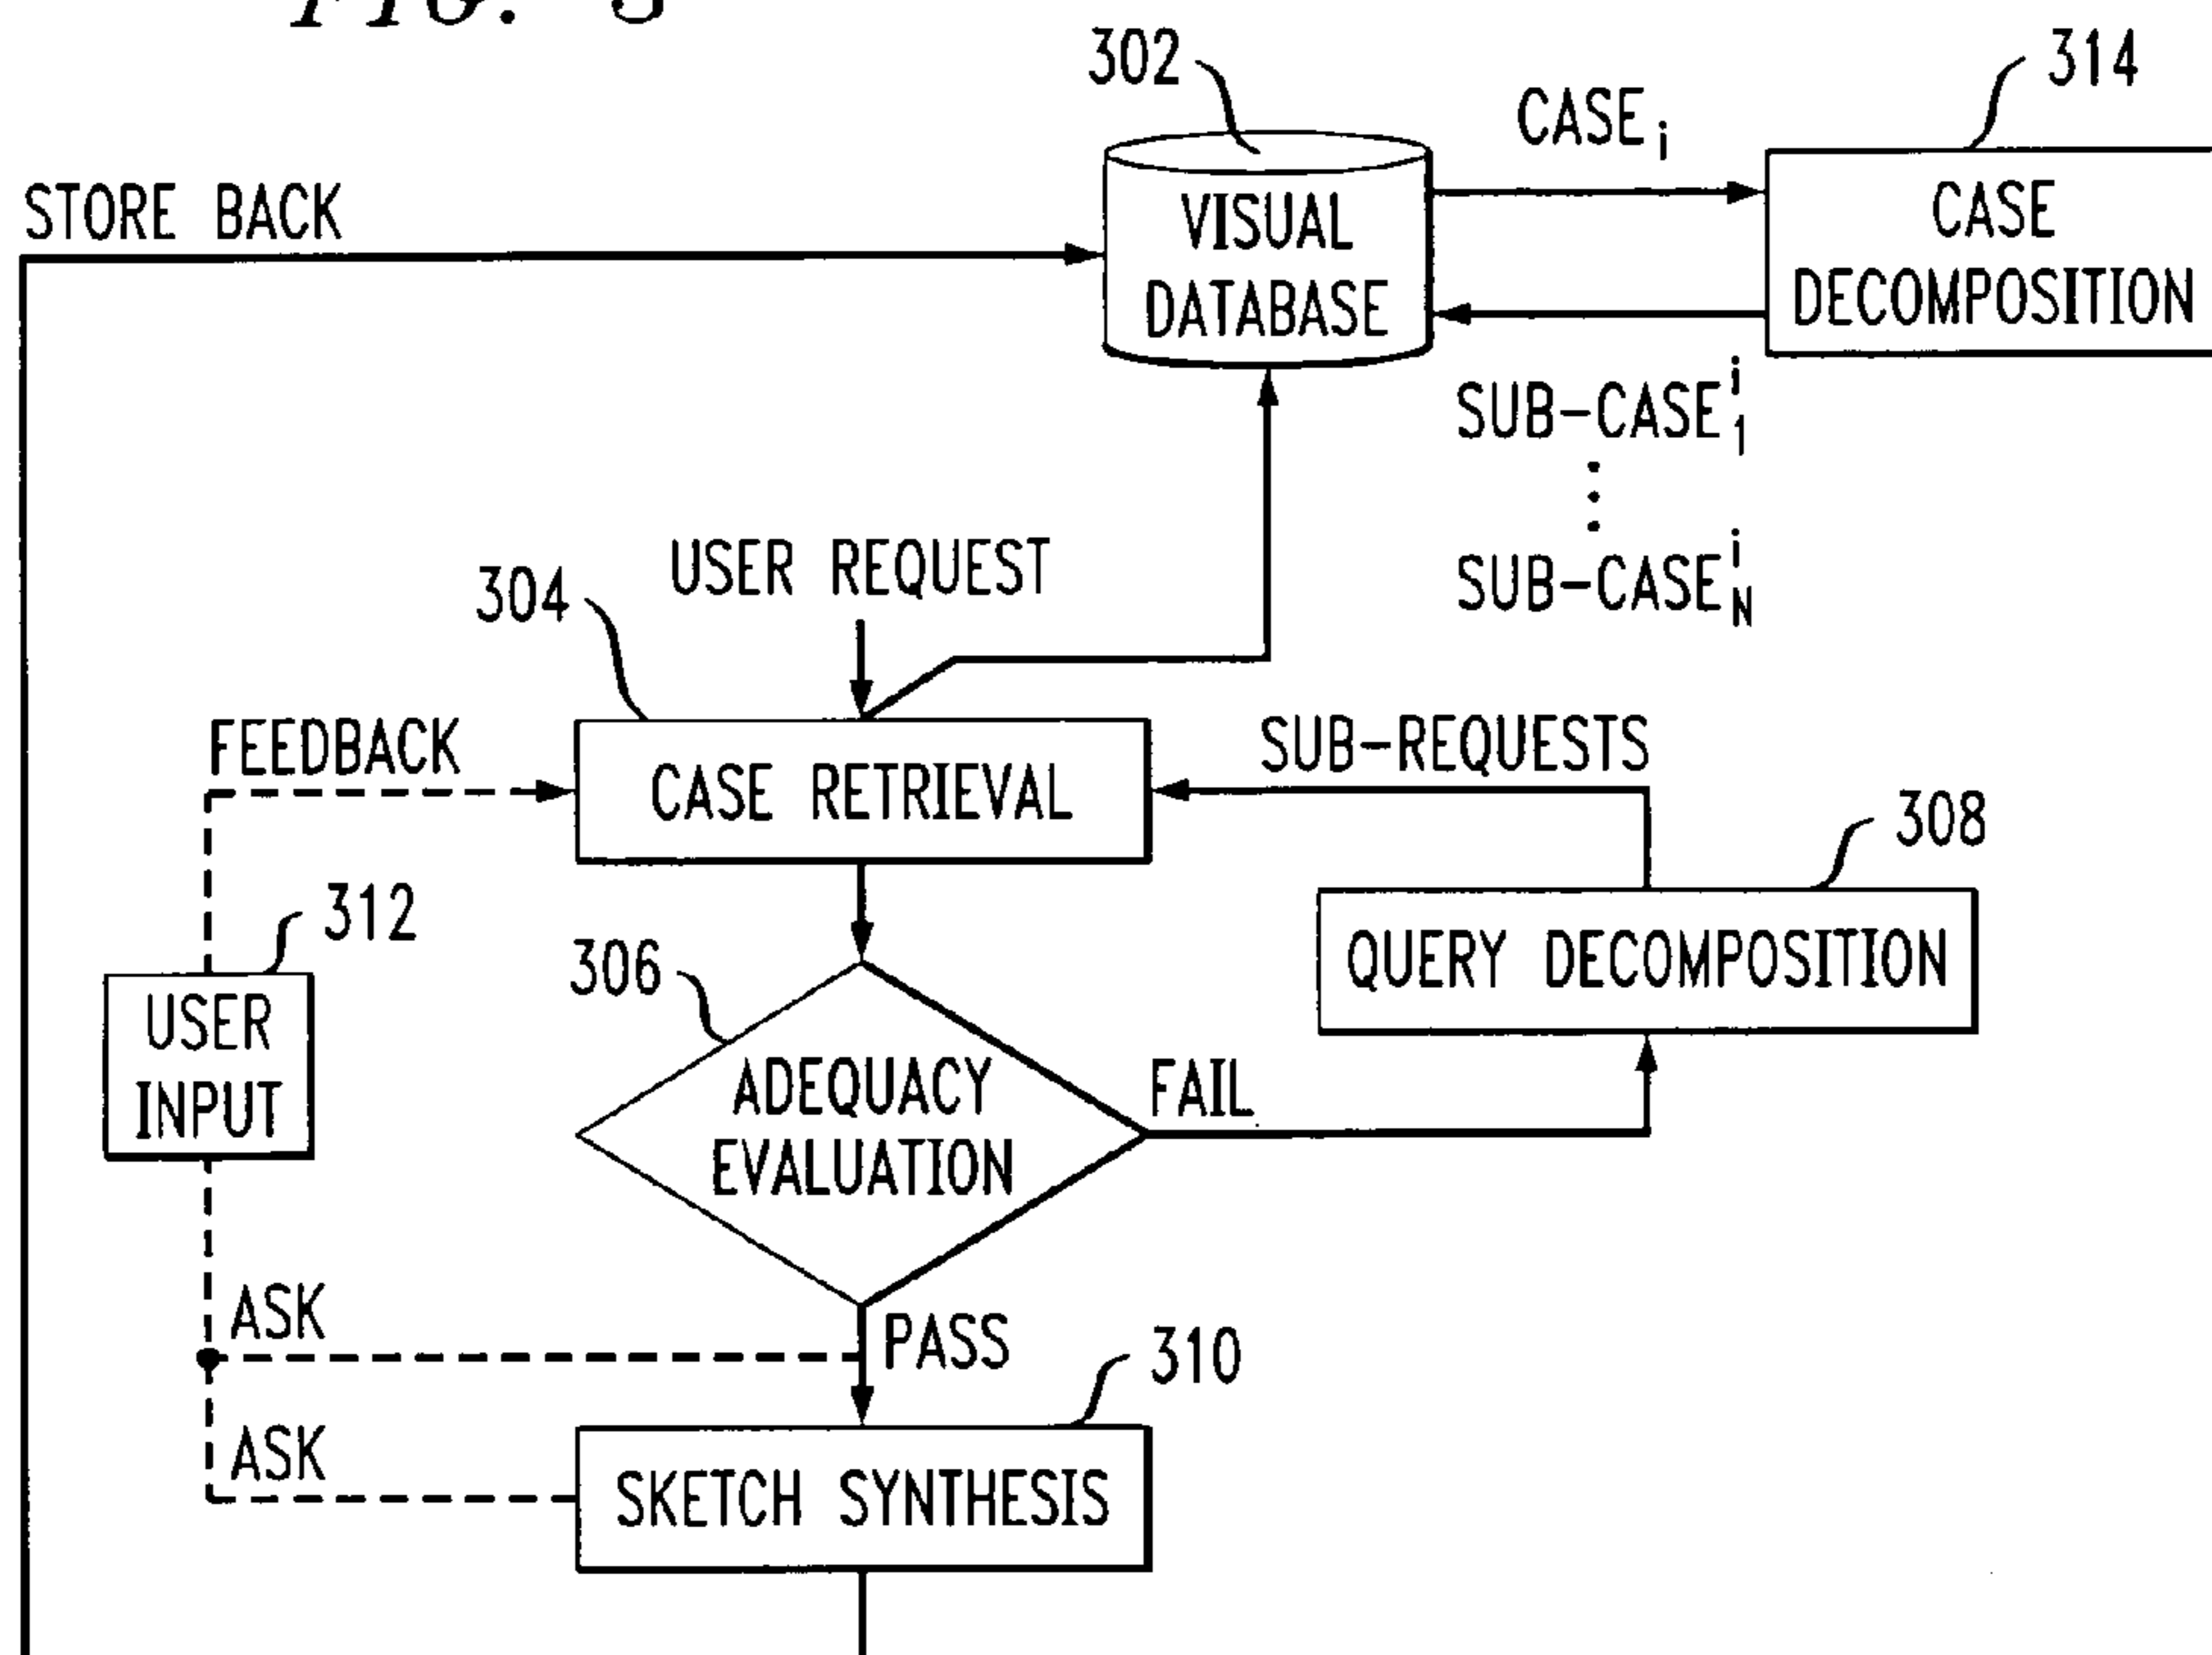 FIG. 3
302
314
CASE i
STORE BACK
VISUAL
DATABASE
CASE
DECOMPOSITION
SUB-CASE i 1
SUB-CASE i N
USER REQUEST
304
FEEDBACK
CASE RETRIEVAL
SUB-REQUESTS
308
312
306
QUERY DECOMPOSITION
USER
INPUT
ADEQUACY
EVALUATION
FAIL
ASK
PASS
310
ASK
SKETCH SYNTHESIS